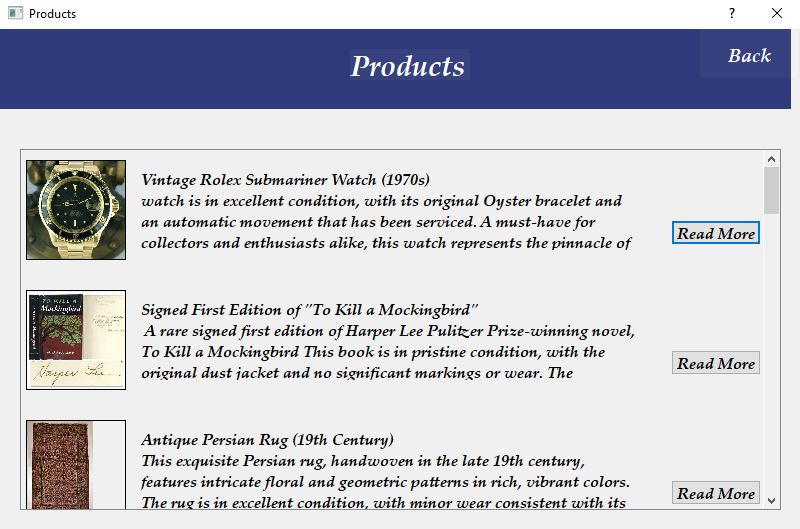 Products
?
Products
Back
Vintage Rolex Submariner Watch (1970s)
watch is in excellent condition, with its original Oyster bracelet and
an automatic movement that has been serviced. A must-have for
collectors and enthusiasts alike, this watch represents the pinnacle of
Read More
TO KILL A
Mockingbird
Harper Lee
Signed First Edition of "To Kill a Mockingbird"
A rare signed first edition of Harper Lee Pulitzer Prize-winning novel,
To Kill a Mockingbird This book is in pristine condition, with the
original dust jacket and no significant markings or wear. The
Read More
Antique Persian Rug (19th Century)
This exquisite Persian rug, handwoven in the late 19th century,
features intricate floral and geometric patterns in rich, vibrant colors.
The rug is in excellent condition, with minor wear consistent with its
Read More